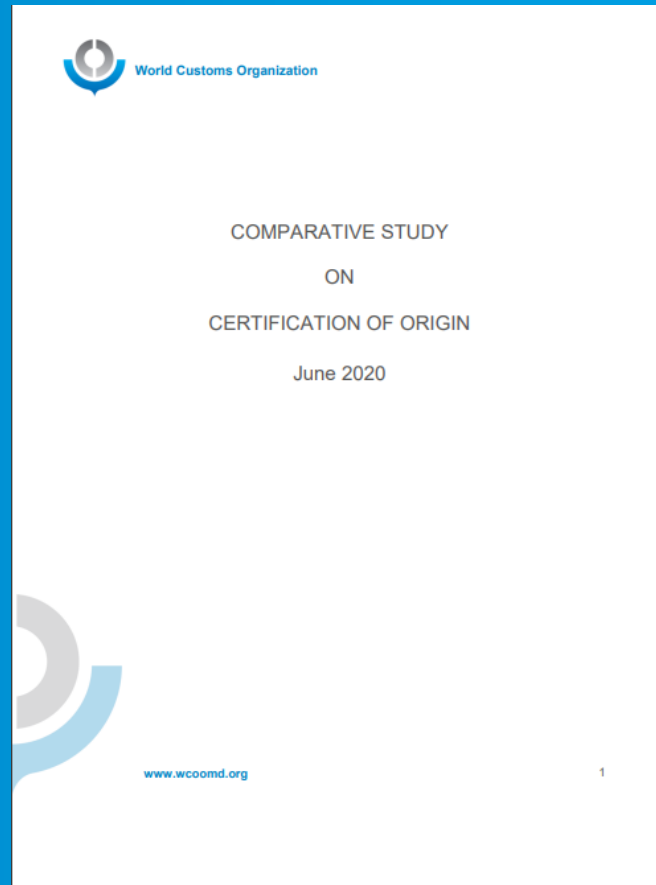 World Customs Organization
COMPARATIVE STUDY
ON
CERTIFICATION OF ORIGIN
June 2020
www.wcoomd.org 1